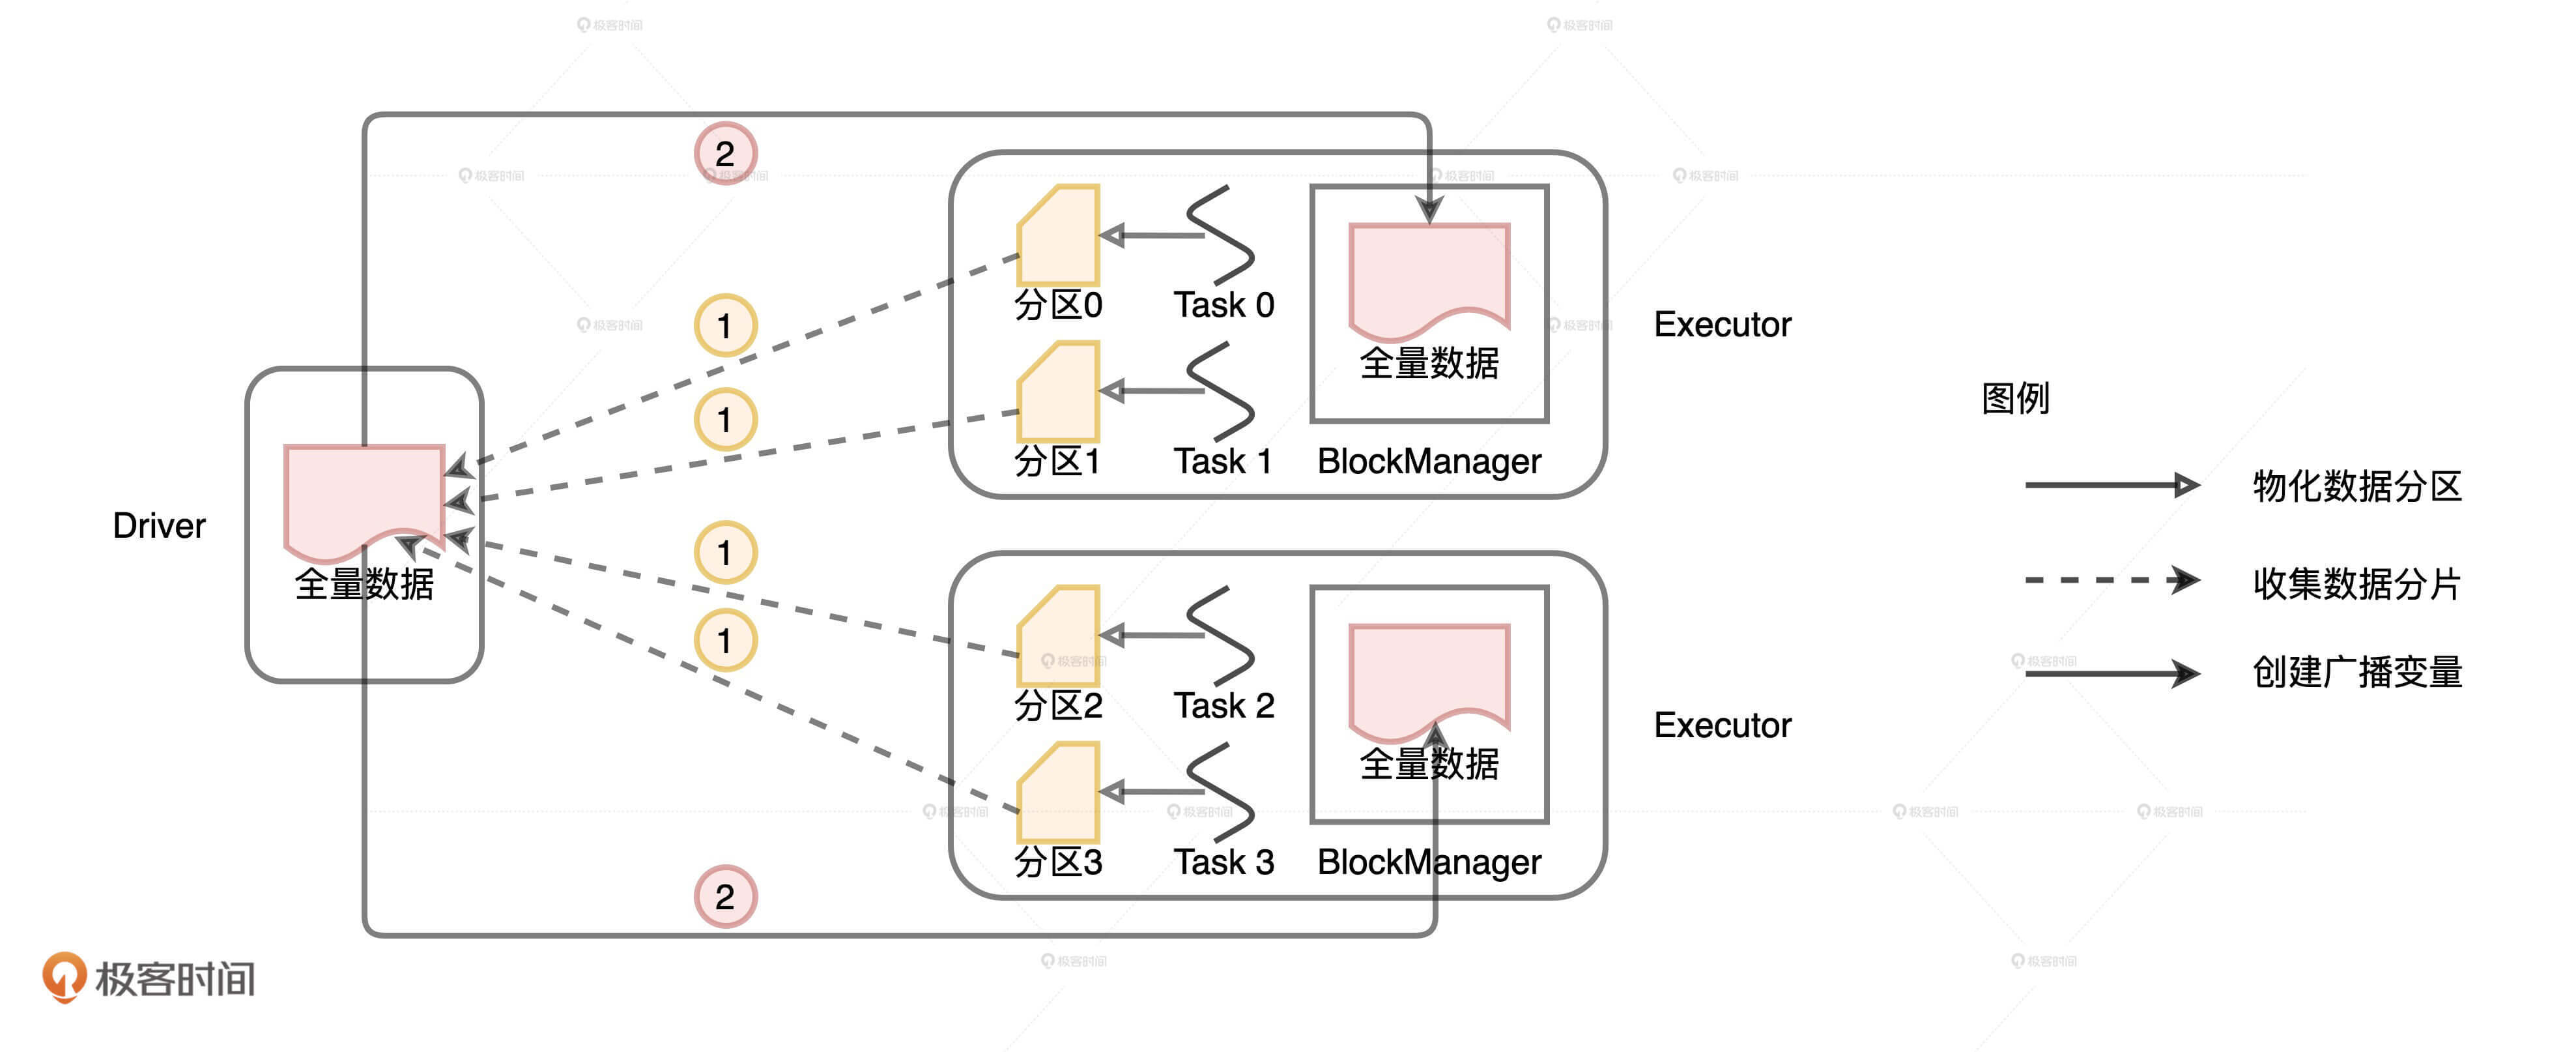 2
分区0
Task 0
全量数据
Executor
1
1
分区1
Task 1
BlockManager
图例
物化数据分区
收集数据分片
创建广播变量
Driver
全量数据
1
1
分区2
Task 2
全量数据
Executor
分区3
Task 3
BlockManager
2
极客时间